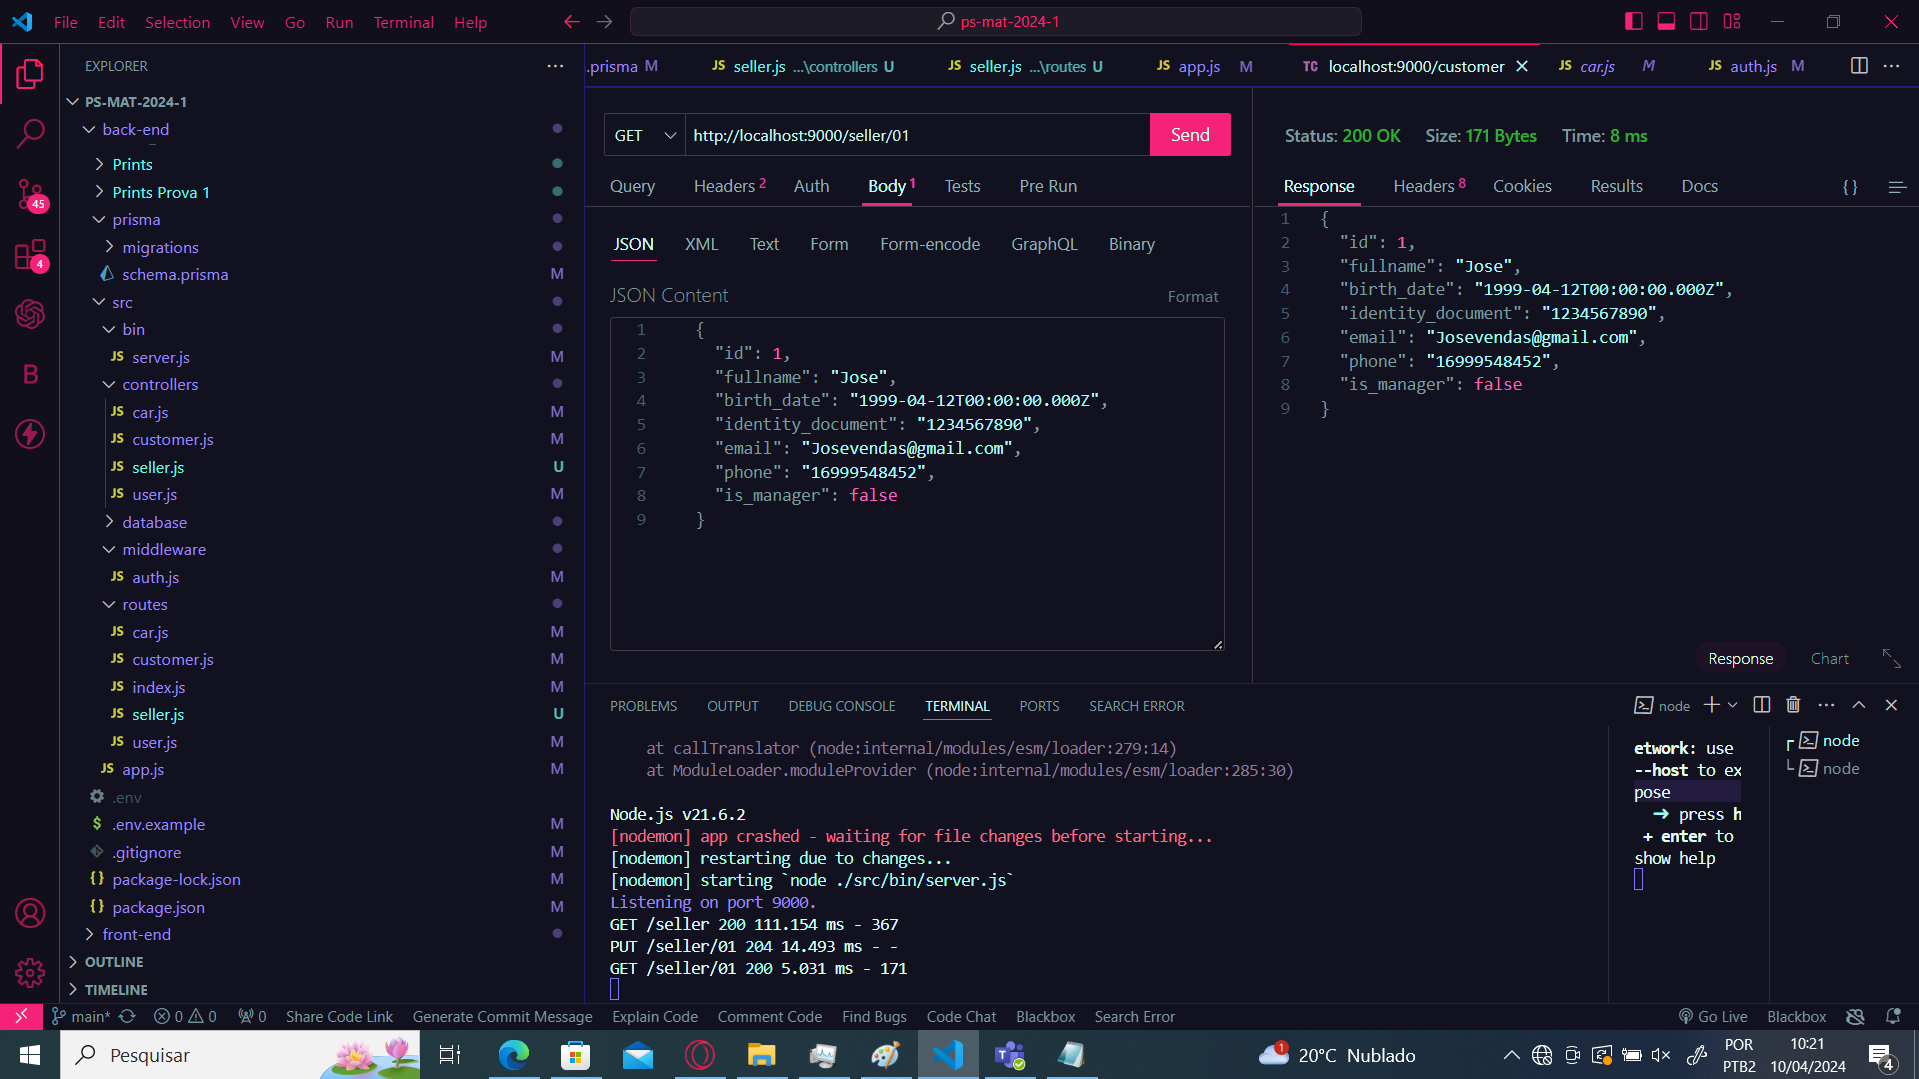 File Edit Selection View Go Run Terminal Help
ps-mat-2024-1
EXPLORER
PS-MAT-2024-1
back-end
Prints
Prints Prova 1
prisma
migrations
schema.prisma M
src
bin
JS server.js M
controllers
JS car.js M
JS customer.js M
JS seller.js U
JS user.js M
database
middleware
JS auth.js M
routes
JS car.js M
JS customer.js M
JS index.js M
JS seller.js U
JS user.js M
JS app.js M
.env
$ .env.example M
.gitignore M
{} package-lock.json M
{} package.json M
front-end
OUTLINE
TIMELINE
45
4
B
.prisma M
JS seller.js ...\controllers U
JS seller.js ...\routes U
JS app.js M
TC localhost:9000/customer
JS car.js M
JS auth.js M
GET http://localhost:9000/seller/01 Send
Query Headers 2 Auth Body 1 Tests Pre Run
JSON XML Text Form Form-encode GraphQL Binary
JSON Content Format
1 {
2 "id": 1,
3 "fullname": "Jose",
4 "birth_date": "1999-04-12T00:00:00.000Z",
5 "identity_document": "1234567890",
6 "email": "Josevendas@gmail.com",
7 "phone": "16999548452",
8 "is_manager": false
9 }
Status: 200 OK Size: 171 Bytes Time: 8 ms
Response Headers 8 Cookies Results Docs {}
1 {
2 "id": 1,
3 "fullname": "Jose",
4 "birth_date": "1999-04-12T00:00:00.000Z",
5 "identity_document": "1234567890",
6 "email": "Josevendas@gmail.com",
7 "phone": "16999548452",
8 "is_manager": false
9 }
Response Chart
PROBLEMS OUTPUT DEBUG CONSOLE TERMINAL PORTS SEARCH ERROR
node
at callTranslator (node:internal/modules/esm/loader:279:14)
at ModuleLoader.moduleProvider (node:internal/modules/esm/loader:285:30)
Node.js v21.6.2
[nodemon] app crashed - waiting for file changes before starting...
[nodemon] restarting due to changes...
[nodemon] starting `node ./src/bin/server.js`
Listening on port 9000.
GET /seller 200 111.154 ms - 367
PUT /seller/01 204 14.493 ms - -
GET /seller/01 200 5.031 ms - 171
etwork: use
--host to ex
pose
➜ press h
+ enter to
show help
node
node
main* 0 0 0 Share Code Link Generate Commit Message Explain Code Comment Code Find Bugs Code Chat Blackbox Search Error
Go Live Blackbox
Pesquisar
1
20°C Nublado
POR
PTB2
10:21
10/04/2024
4